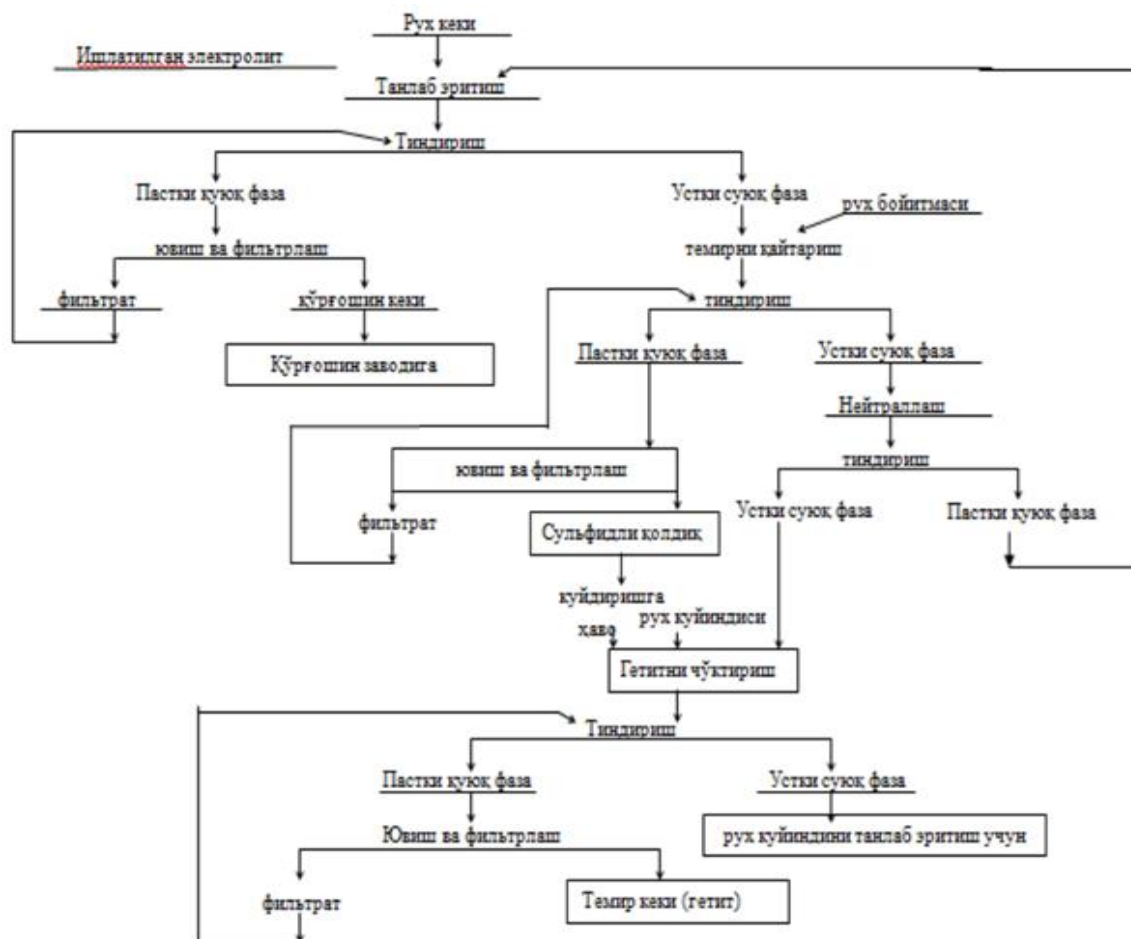 Рух кеки
Ишлатилган электролит
Танлаб эритиш
Тиндириш
Пастки қуюқ фаза
Устки суюқ фаза
рух бойитмаси
ювиш ва фильтрлаш
темирни қайтариш
фильтрат
қўрғошин кеки
тиндириш
Қўрғошин заводига
Пастки қуюқ фаза
Устки суюқ фаза
Нейтраллаш
ювиш ва фильтрлаш
тиндириш
фильтрат
Сульфидли қолдиқ
Устки суюқ фаза
Пастки қуюқ фаза
куйдиришга
ҳаво
рух куйиндиси
Гетитни чўктириш
Тиндириш
Пастки қуюқ фаза
Устки суюқ фаза
Ювиш ва фильтрлаш
рух куйиндини танлаб эритиш учун
фильтрат
Темир кеки (гетит)